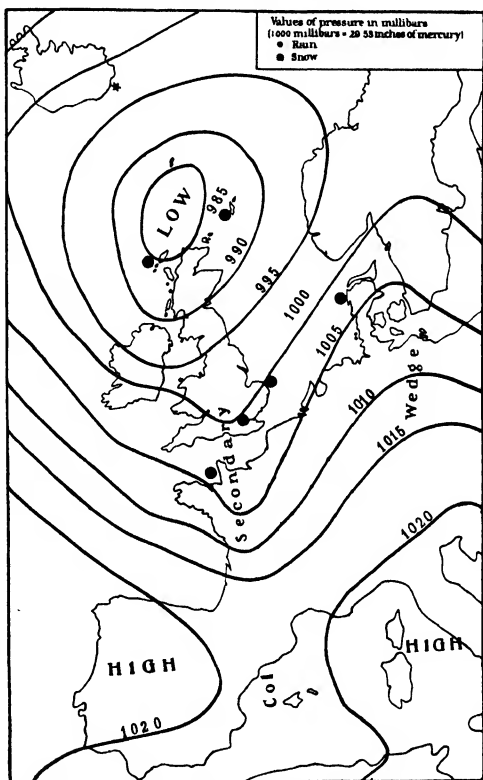 Values of pressure in millibars
(1000 millibars = 29 53 inches of mercury)
Rain
Snow
LOW
985
990
995
1000
1005
1010
1015
1020
Secondary
Wedge
HIGH
1020
Col
HIGH